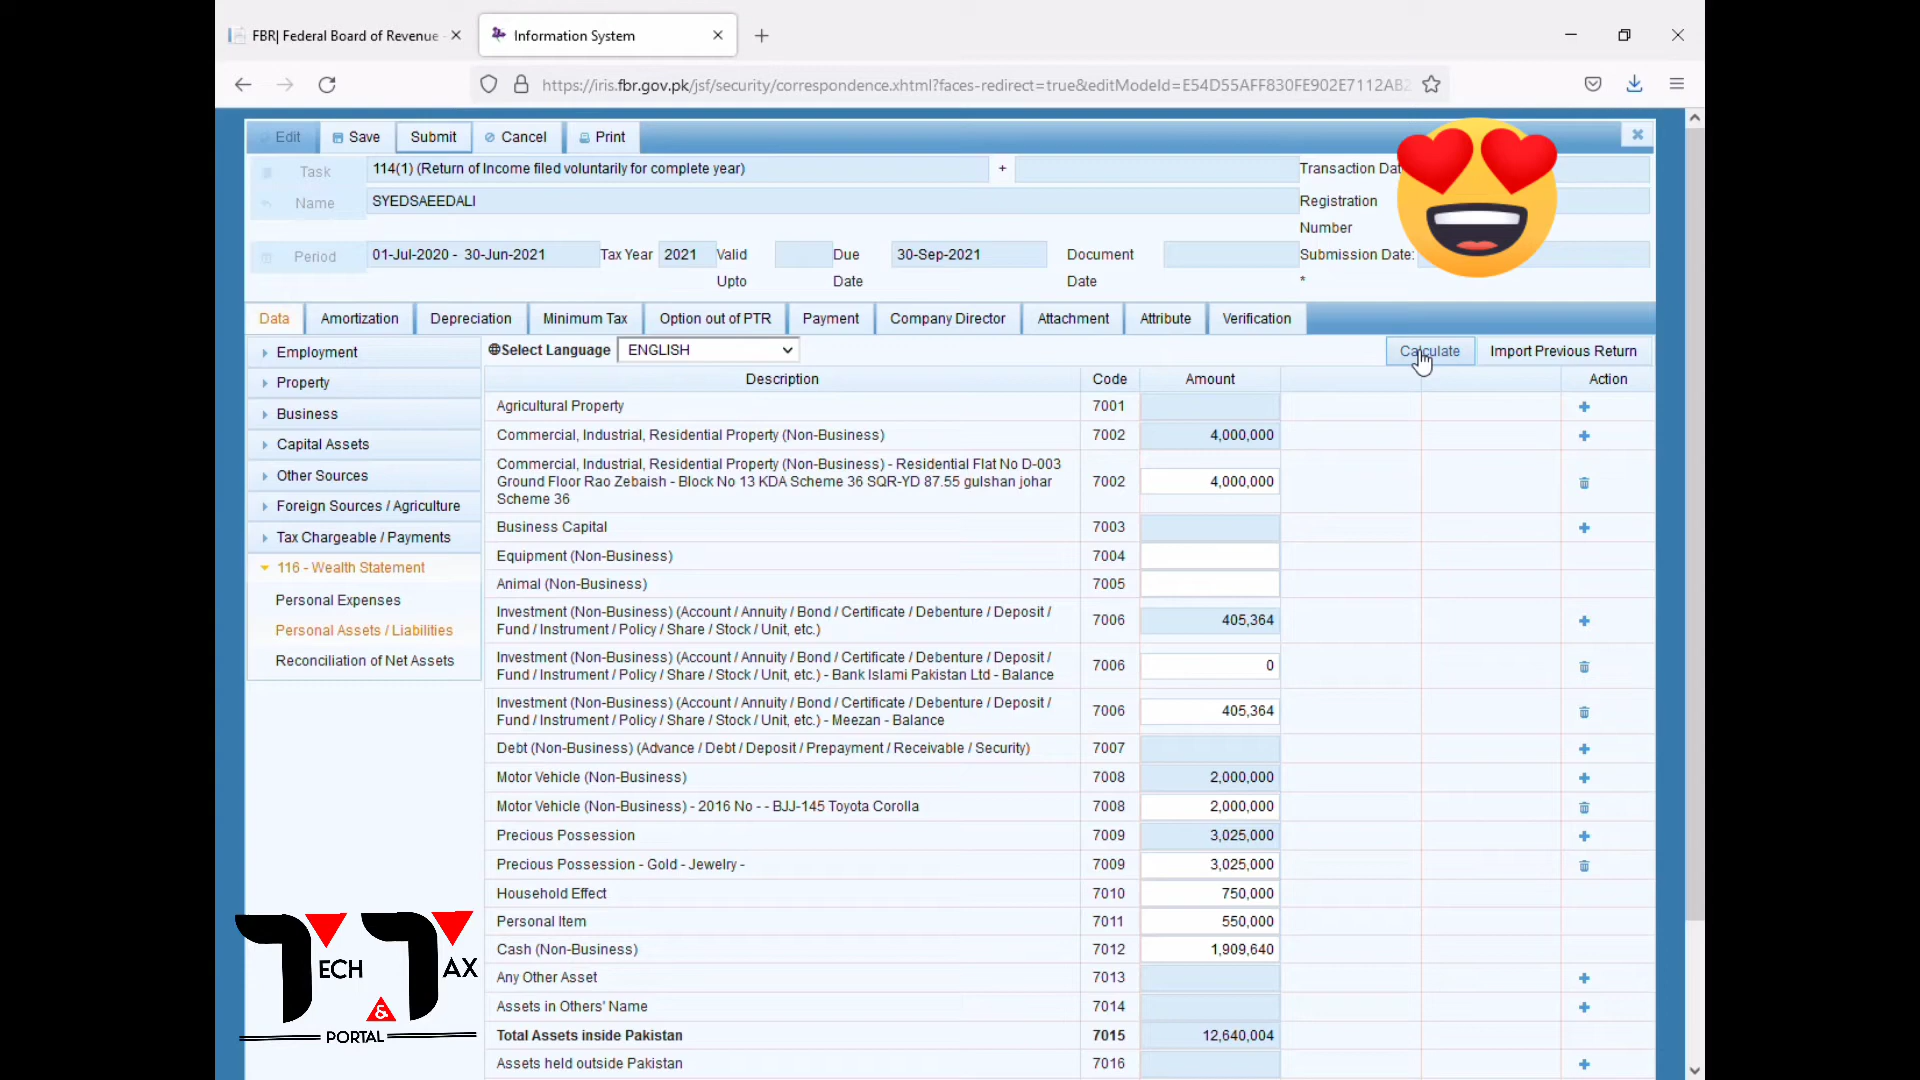 FBR| Federal Board of Revenue
Information System
https://iris.fbr.gov.pk/jsf/security/correspondence.xhtml?faces-redirect=true&editModeId=E54D55AFF830FE902E7112AB2
Edit Save Submit Cancel Print
Task 114(1) (Return of Income filed voluntarily for complete year) + Transaction Dat
Name SYEDSAEEDALI Registration
Number
Period 01-Jul-2020 - 30-Jun-2021 Tax Year 2021 Valid Due 30-Sep-2021 Document Submission Date:
Upto Date Date *
Data Amortization Depreciation Minimum Tax Option out of PTR Payment Company Director Attachment Attribute Verification
Employment
Property
Business
Capital Assets
Other Sources
Foreign Sources / Agriculture
Tax Chargeable / Payments
116 - Wealth Statement
Personal Expenses
Personal Assets / Liabilities
Reconciliation of Net Assets
Select Language ENGLISH Calculate Import Previous Return
Description Code Amount Action
Agricultural Property 7001
Commercial, Industrial, Residential Property (Non-Business) 7002 4,000,000
Commercial, Industrial, Residential Property (Non-Business) - Residential Flat No D-003
Ground Floor Rao Zebaish - Block No 13 KDA Scheme 36 SQR-YD 87.55 gulshan johar 7002 4,000,000
Scheme 36
Business Capital 7003
Equipment (Non-Business) 7004
Animal (Non-Business) 7005
Investment (Non-Business) (Account / Annuity / Bond / Certificate / Debenture / Deposit /
Fund / Instrument / Policy / Share / Stock / Unit, etc.) 7006 405,364
Investment (Non-Business) (Account / Annuity / Bond / Certificate / Debenture / Deposit /
Fund / Instrument / Policy / Share / Stock / Unit, etc.) - Bank Islami Pakistan Ltd - Balance 7006 0
Investment (Non-Business) (Account / Annuity / Bond / Certificate / Debenture / Deposit /
Fund / Instrument / Policy / Share / Stock / Unit, etc.) - Meezan - Balance 7006 405,364
Debt (Non-Business) (Advance / Debt / Deposit / Prepayment / Receivable / Security) 7007
Motor Vehicle (Non-Business) 7008 2,000,000
Motor Vehicle (Non-Business) - 2016 No - - BJJ-145 Toyota Corolla 7008 2,000,000
Precious Possession 7009 3,025,000
Precious Possession - Gold - Jewelry - 7009 3,025,000
Household Effect 7010 750,000
Personal Item 7011 550,000
Cash (Non-Business) 7012 1,909,640
Any Other Asset 7013
Assets in Others' Name 7014
Total Assets inside Pakistan 7015 12,640,004
Assets held outside Pakistan 7016
TECH TAX
&
PORTAL